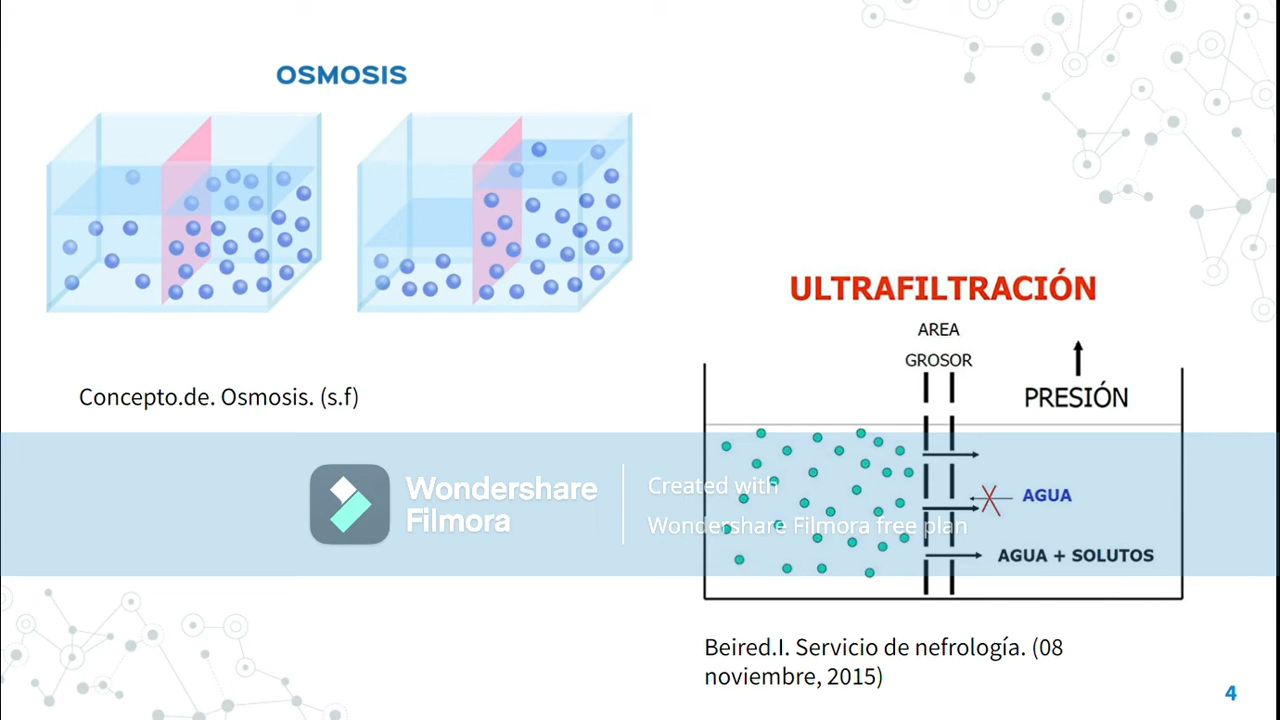 OSMOSIS
Concepto.de. Osmosis. (s.f)
ULTRAFILTRACIÓN
AREA
GROSOR
PRESIÓN
AGUA
AGUA + SOLUTOS
Wondershare
Filmora
Created with
Wondershare Filmora free plan
Beired.I. Servicio de nefrología. (08
noviembre, 2015)
4